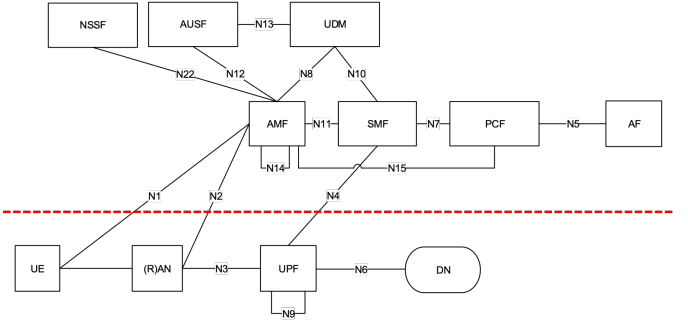 NSSF
AUSF
N13
UDM
N22
N12
N8
N10
AMF
N11
SMF
N7
PCF
N5
AF
N14
N15
N1
N2
N4
UE
(R)AN
N3
UPF
N6
DN
N9